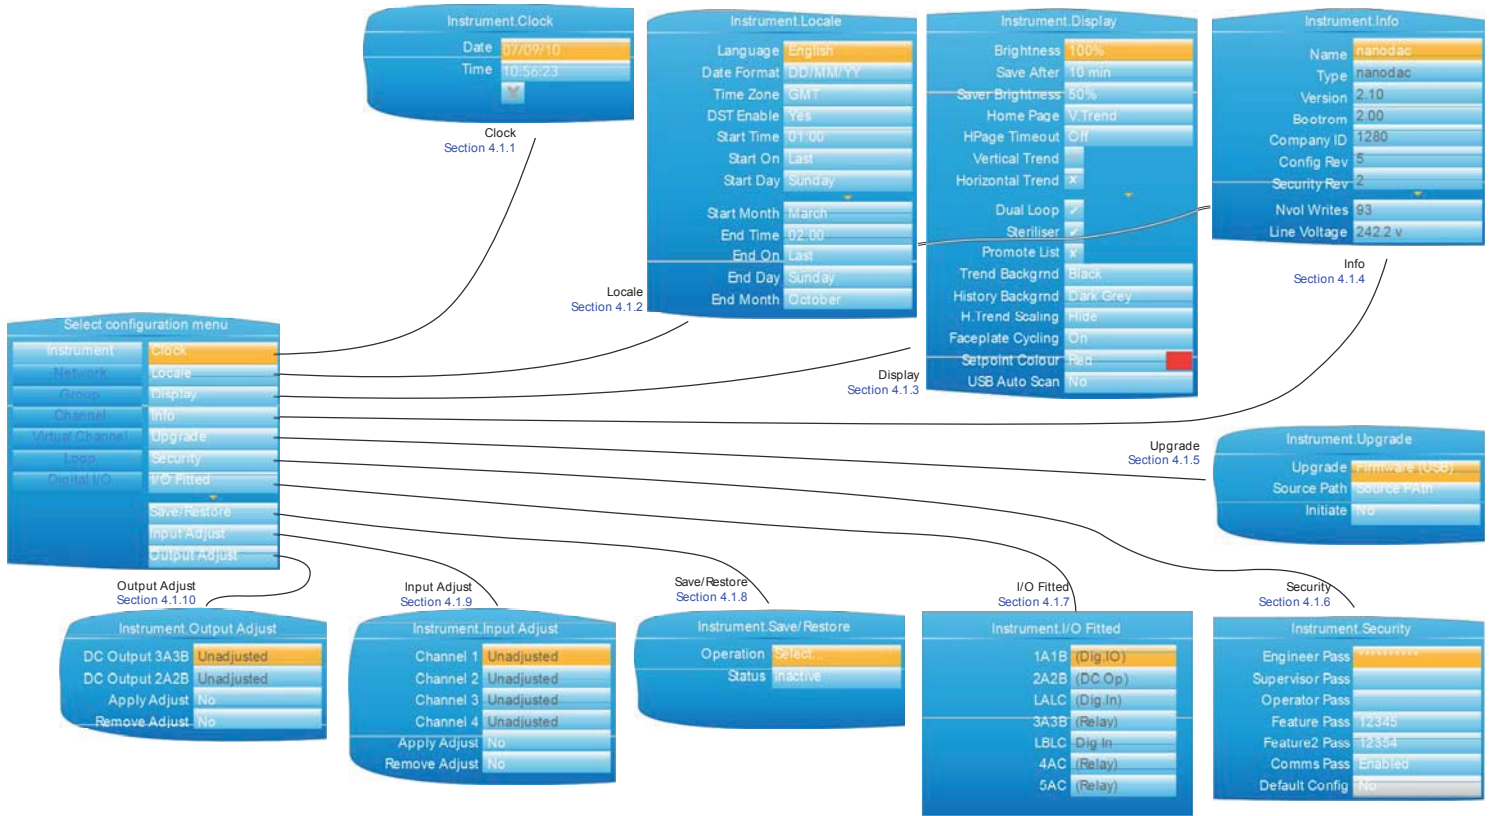 Instrument.Clock
Date 07/09/10
Time 10:56:23
Clock
Section 4.1.1
Instrument.Locale
Language English
Date Format DD/MM/YY
Time Zone GMT
DST Enable Yes
Start Time 01:00
Start On Last
Start Day Sunday
Start Month March
End Time 02:00
End On Last
End Day Sunday
End Month October
Locale
Section 4.1.2
Instrument.Display
Brightness 100%
Save After 10 min
Saver Brightness 50%
Home Page V.Trend
HPage Timeout Off
Vertical Trend
Horizontal Trend
Dual Loop
Steriliser
Promote List
Trend Backgrnd Black
History Backgrnd Dark Grey
H.Trend Scaling Hide
Faceplate Cycling On
Setpoint Colour Red
USB Auto Scan No
Display
Section 4.1.3
Instrument.Info
Name nanodac
Type nanodac
Version 2.10
Bootrom 2.00
Company ID 1280
Config Rev 5
Security Rev 2
Nvol Writes 93
Line Voltage 242.2 v
Info
Section 4.1.4
Select configuration menu
Instrument Clock
Network Locale
Group Display
Channel Info
Virtual Channel Upgrade
Loop Security
Digital I/O I/O Fitted
Save/Restore
Input Adjust
Output Adjust
Upgrade
Section 4.1.5
Instrument.Upgrade
Upgrade Firmware (USB)
Source Path Source PAth
Initiate No
Output Adjust
Section 4.1.10
Instrument.Output Adjust
DC Output 3A3B Unadjusted
DC Output 2A2B Unadjusted
Apply Adjust No
Remove Adjust No
Input Adjust
Section 4.1.9
Instrument.Input Adjust
Channel 1 Unadjusted
Channel 2 Unadjusted
Channel 3 Unadjusted
Channel 4 Unadjusted
Apply Adjust No
Remove Adjust No
Save/Restore
Section 4.1.8
Instrument.Save/Restore
Operation Select...
Status Inactive
I/O Fitted
Section 4.1.7
Instrument.I/O Fitted
1A1B (Dig.IO)
2A2B (DC.Op)
LALC (Dig.In)
3A3B (Relay)
LBLC Dig In
4AC (Relay)
5AC (Relay)
Security
Section 4.1.6
Instrument.Security
Engineer Pass **********
Supervisor Pass
Operator Pass
Feature Pass 12345
Feature2 Pass 12354
Comms Pass Enabled
Default Config No